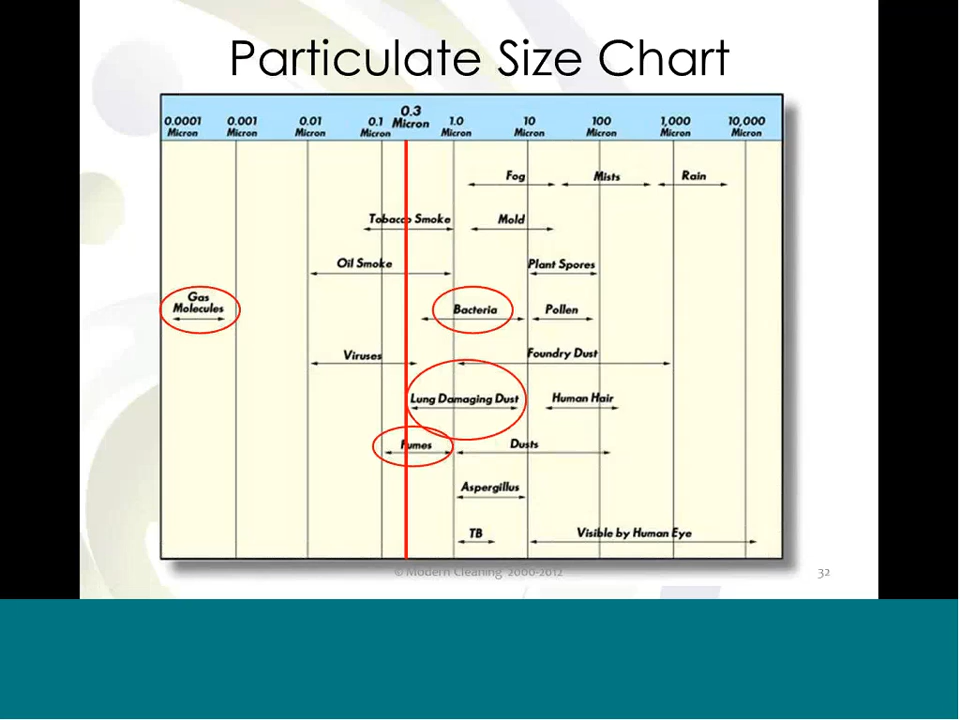 Particulate Size Chart
0.0001 Micron
0.001 Micron
0.01 Micron
0.1 Micron
0.3 Micron
1.0 Micron
10 Micron
100 Micron
1,000 Micron
10,000 Micron
Fog
Mists
Rain
Tobacco Smoke
Mold
Oil Smoke
Plant Spores
Gas
Molecules
Bacteria
Pollen
Viruses
Foundry Dust
Lung Damaging Dust
Human Hair
Fumes
Dusts
Aspergillus
TB
Visible by Human Eye
© Modern Cleaning 2000-2012
32